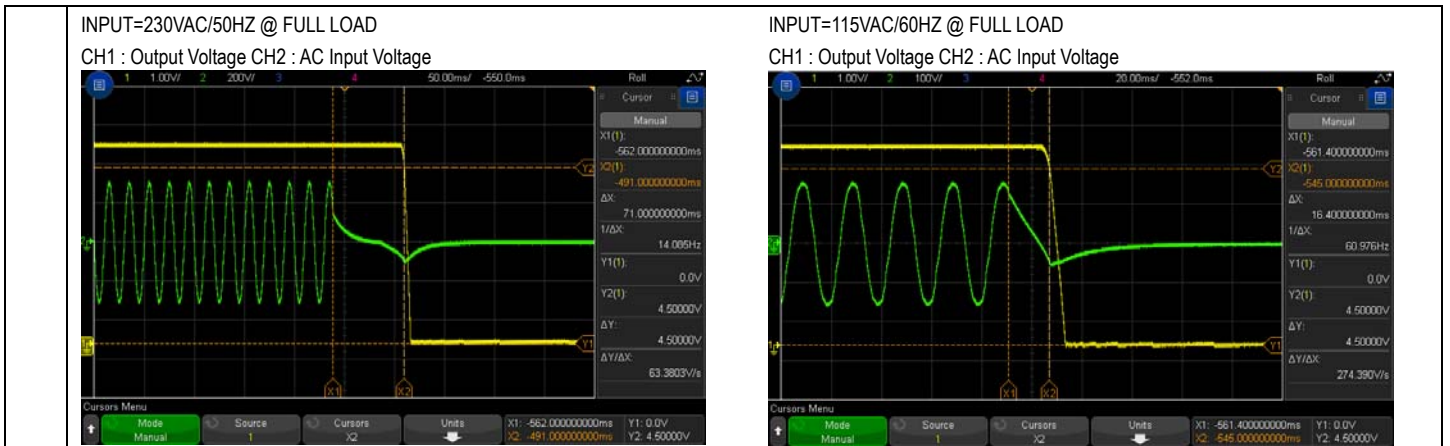 INPUT=230VAC/50HZ @ FULL LOAD
CH1 : Output Voltage CH2 : AC Input Voltage
1 1.00V/ 2 200V/ 3 4 50.00ms/ -550.0ms Roll
Cursor
Manual
X1(1):
-562.000000000ms
X2(1):
-491.000000000ms
ΔX:
71.000000000ms
1/ΔX:
14.085Hz
Y1(1):
0.0V
Y2(1):
4.50000V
ΔY:
4.50000V
ΔY/ΔX:
63.3803V/s
Y2
Y1
X1 X2
Cursors Menu
Mode Source Cursors Units X1: -562.000000000ms Y1: 0.0V
Manual 1 X2 X2: -491.000000000ms Y2: 4.50000V
INPUT=115VAC/60HZ @ FULL LOAD
CH1 : Output Voltage CH2 : AC Input Voltage
1 1.00V/ 2 100V/ 3 4 20.00ms/ -552.0ms Roll
Cursor
Manual
X1(1):
-561.400000000ms
X2(1):
-545.000000000ms
ΔX:
16.400000000ms
1/ΔX:
60.976Hz
Y1(1):
0.0V
Y2(1):
4.50000V
ΔY:
4.50000V
ΔY/ΔX:
274.390V/s
Y2
Y1
X1 X2
Cursors Menu
Mode Source Cursors Units X1: -561.400000000ms Y1: 0.0V
Manual 1 X2 X2: -545.000000000ms Y2: 4.50000V